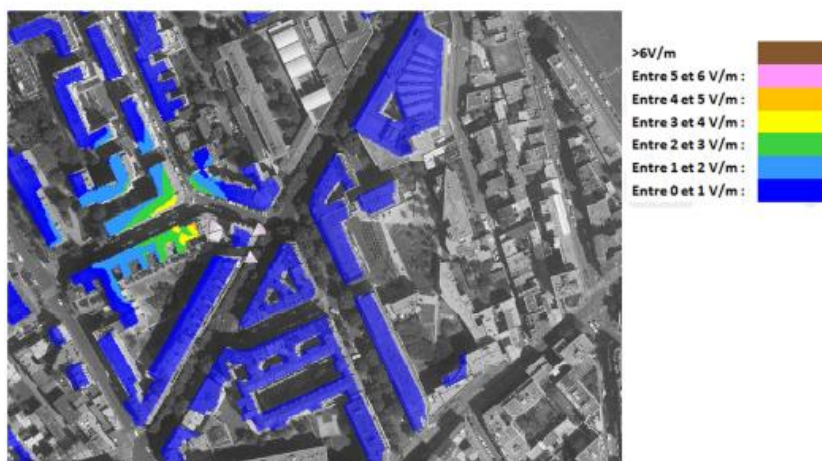 >6V/m
Entre 5 et 6 V/m :
Entre 4 et 5 V/m :
Entre 3 et 4 V/m :
Entre 2 et 3 V/m :
Entre 1 et 2 V/m :
Entre 0 et 1 V/m :